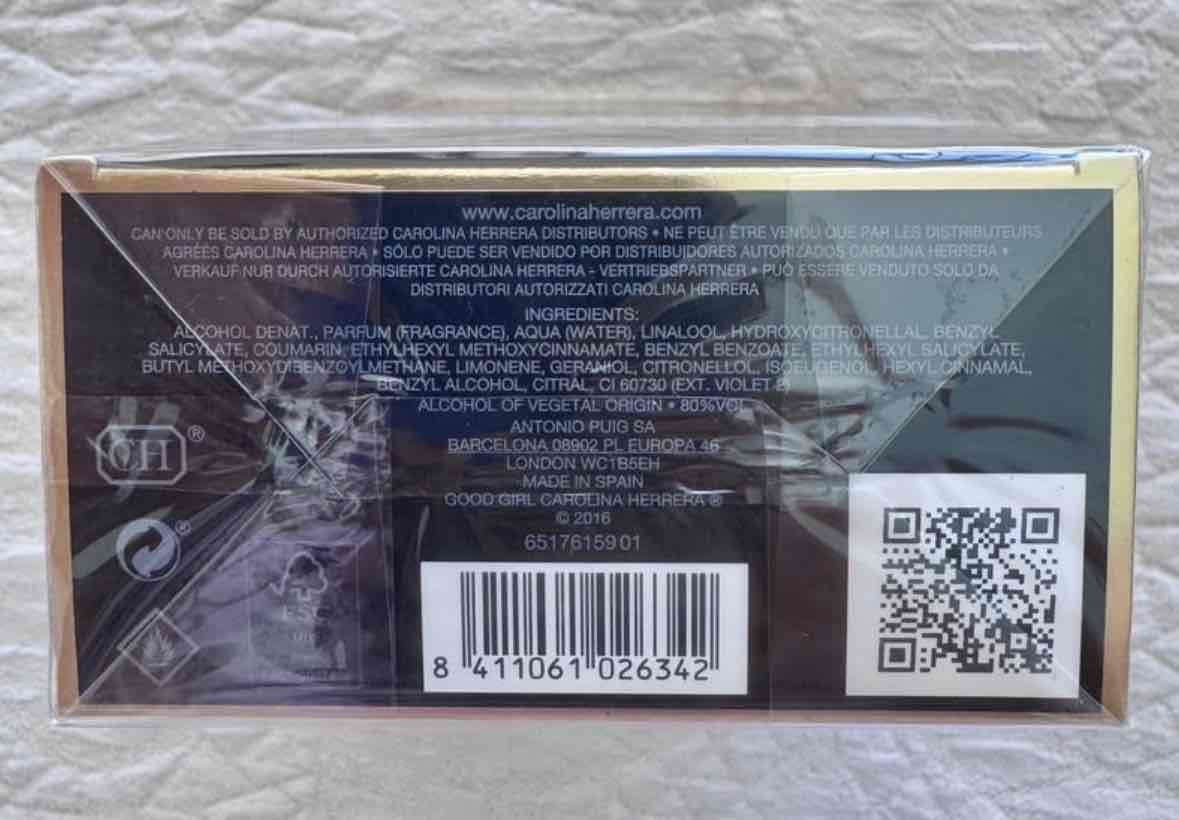 www.carolinaherrera.com
CAN ONLY BE SOLD BY AUTHORIZED CAROLINA HERRERA DISTRIBUTORS • NE PEUT ÊTRE VENDU QUE PAR LES DISTRIBUTEURS
AGRÉÉS CAROLINA HERRERA • SÓLO PUEDE SER VENDIDO POR DISTRIBUIDORES AUTORIZADOS CAROLINA HERRERA •
VERKAUF NUR DURCH AUTORISIERTE CAROLINA HERRERA - VERTRIEBSPARTNER • PUÒ ESSERE VENDUTO SOLO DA
DISTRIBUTORI AUTORIZZATI CAROLINA HERRERA
INGREDIENTS:
ALCOHOL DENAT., PARFUM (FRAGRANCE), AQUA (WATER), LINALOOL, HYDROXYCITRONELLAL, BENZYL
SALICYLATE, COUMARIN, ETHYLHEXYL METHOXYCINNAMATE, BENZYL BENZOATE, ETHYLHEXYL SALICYLATE,
BUTYL METHOXYDIBENZOYLMETHANE, LIMONENE, GERANIOL, CITRONELLOL, ISOEUGENOL, HEXYL CINNAMAL,
BENZYL ALCOHOL, CITRAL, CI 60730 (EXT. VIOLET 2)
ALCOHOL OF VEGETAL ORIGIN • 80%VOL
ANTONIO PUIG SA
BARCELONA 08902 PL EUROPA 46
LONDON WC1B5EH
MADE IN SPAIN
GOOD GIRL CAROLINA HERRERA ®
© 2016
65176159 01
CH ®
®
8 411061 026342